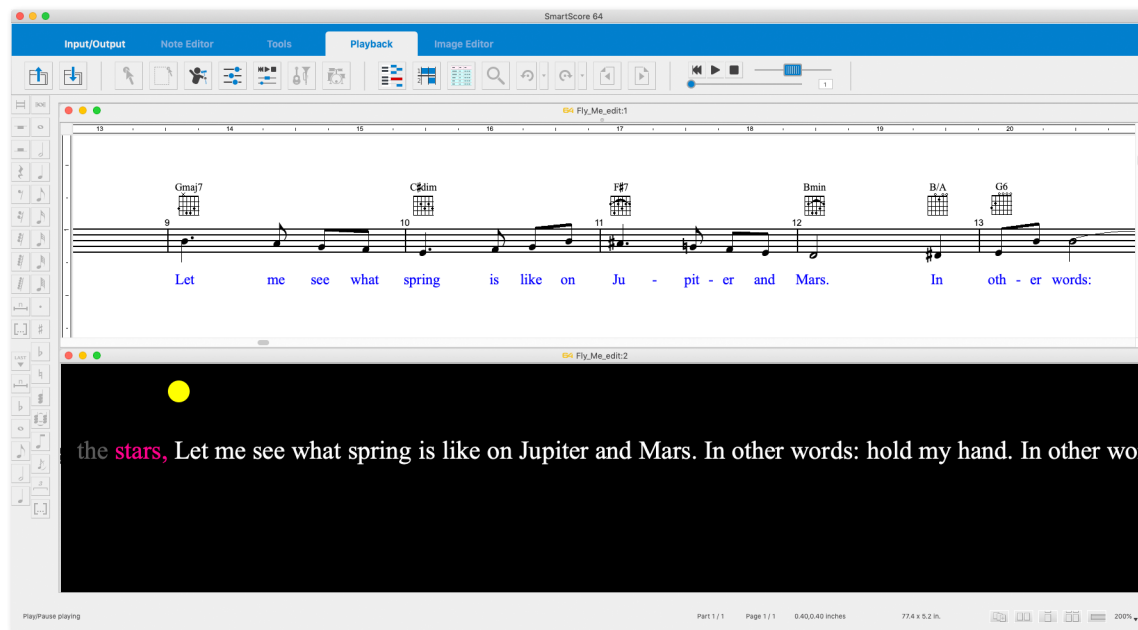 SmartScore 64
Input/Output Note Editor Tools Playback Image Editor
1
64 Fly_Me_edit:1
13 14 15 16 17 18 19 20
Gmaj7 C#dim F#7 Bmin B/A G6
9 10 11 12 13
Let me see what spring is like on Ju - pit - er and Mars. In oth - er words:
64 Fly_Me_edit:2
the stars, Let me see what spring is like on Jupiter and Mars. In other words: hold my hand. In other wo
LAST
Play/Pause playing Part 1 / 1 Page 1 / 1 0.40,0.40 Inches 77.4 x 5.2 in. 200%